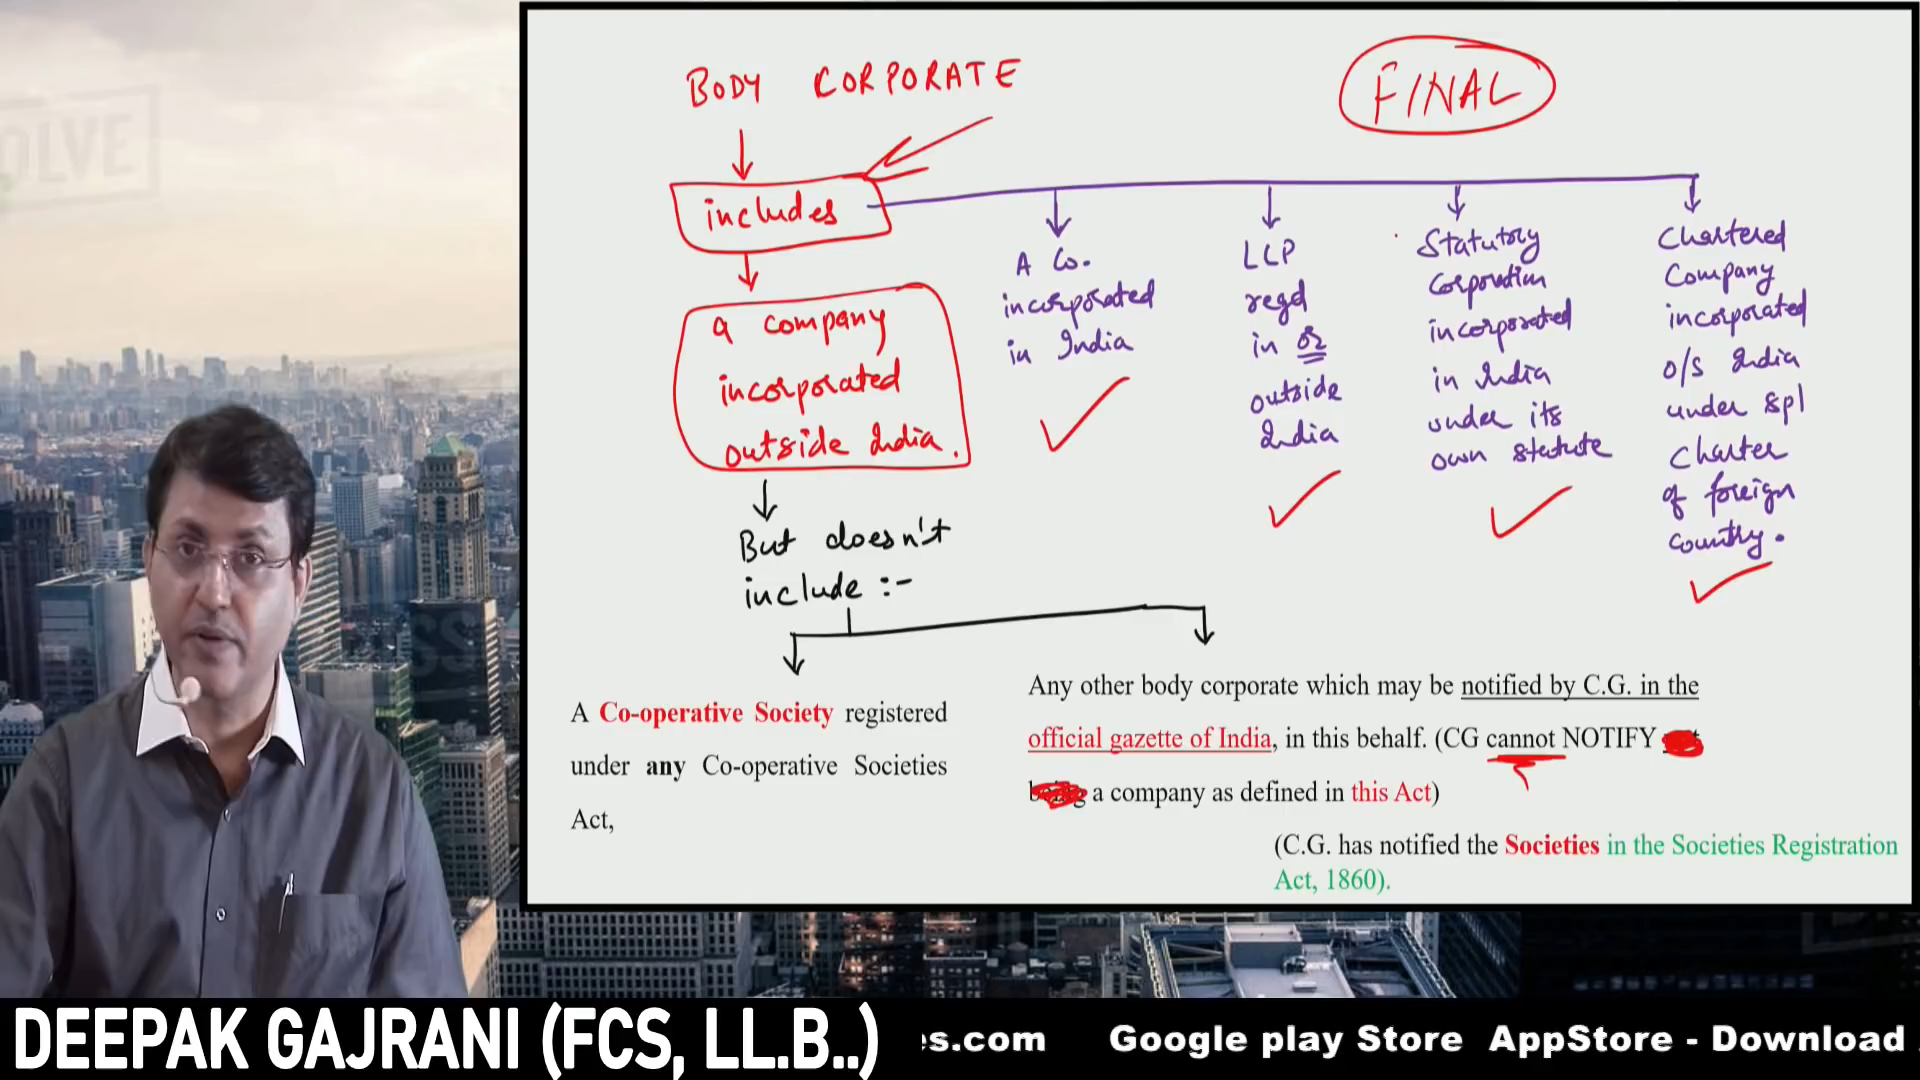 BODY CORPORATE
FINAL
includes
a company
incorporated
outside India.
A Co.
incorporated
in India
LLP
regd
in or
outside
India
Statutory
Corporation
incorporated
in India
under its
own statute
Chartered
Company
incorporated
o/s India
under spl
Charter
of foreign
country.
But doesn't
include :-
A Co-operative Society registered
under any Co-operative Societies
Act,
Any other body corporate which may be notified by C.G. in the
official gazette of India, in this behalf. (CG cannot NOTIFY
a company as defined in this Act)
(C.G. has notified the Societies in the Societies Registration
Act, 1860).
DEEPAK GAJRANI (FCS, LL.B..)
s.com Google play Store AppStore - Download